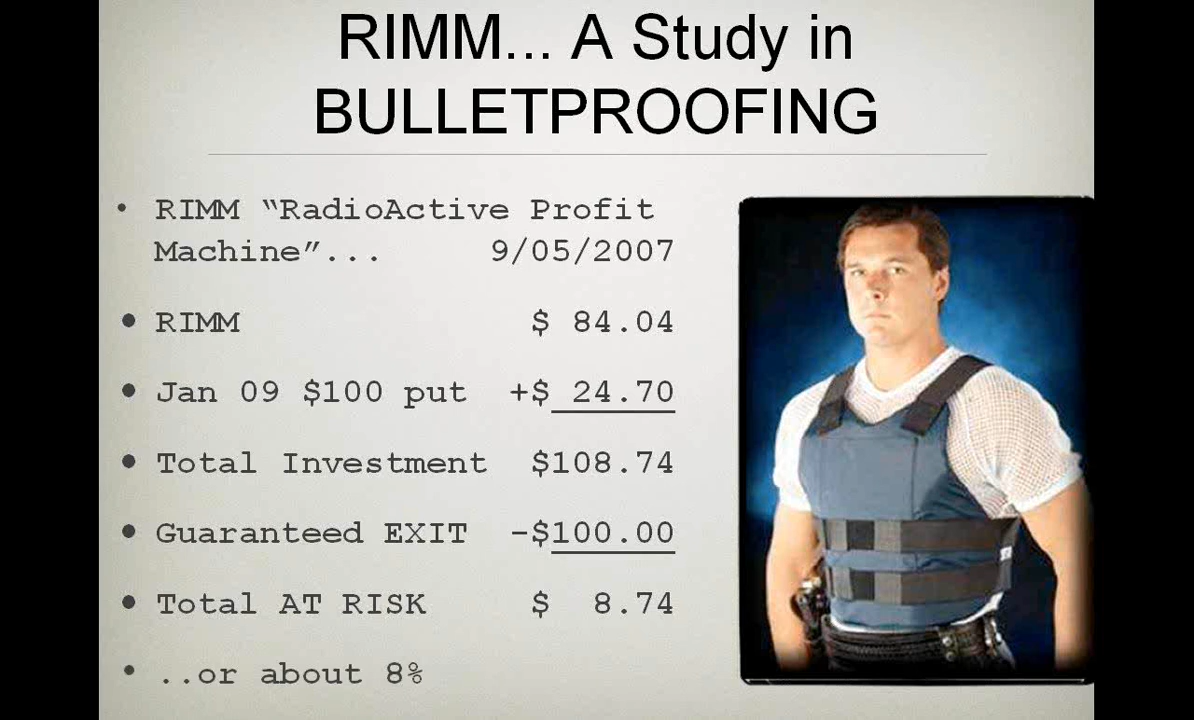 RIMM... A Study in
BULLETPROOFING
• RIMM “RadioActive Profit
Machine”... 9/05/2007
• RIMM $ 84.04
• Jan 09 $100 put +$ 24.70
• Total Investment $108.74
• Guaranteed EXIT -$100.00
• Total AT RISK $ 8.74
• ..or about 8%